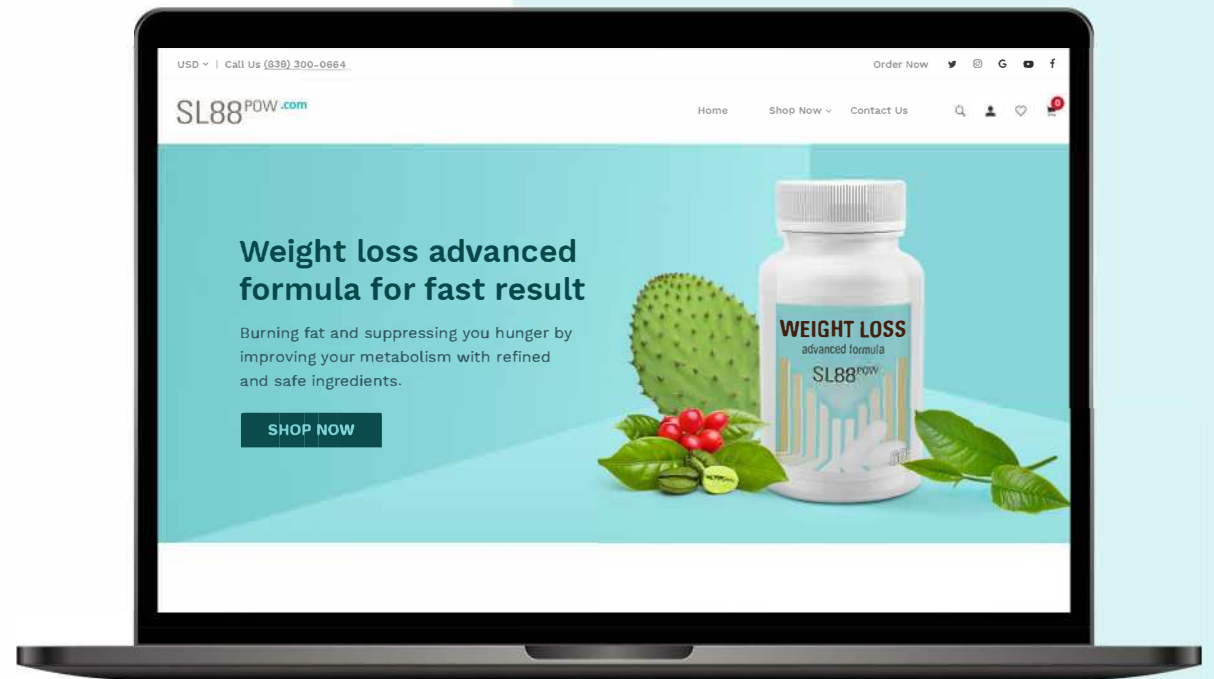 USD | Call Us (838) 300-0664
Order Now
SL88POW.com
Home Shop Now Contact Us
0
Weight loss advanced
formula for fast result
Burning fat and suppressing you hunger by
improving your metabolism with refined
and safe ingredients.
SHOP NOW
WEIGHT LOSS
advanced formula
SL88POW